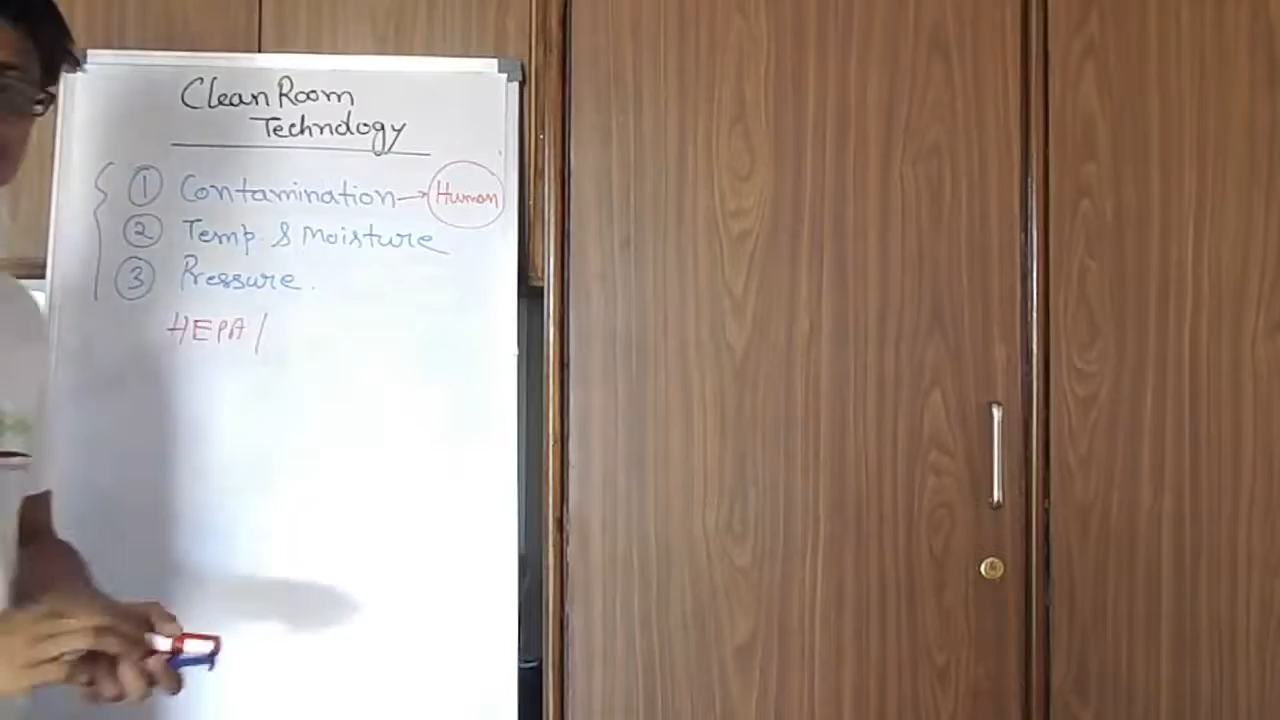 Clean Room
Technology
① Contamination → Human
② Temp. & Moisture
③ Pressure.
HEPA /